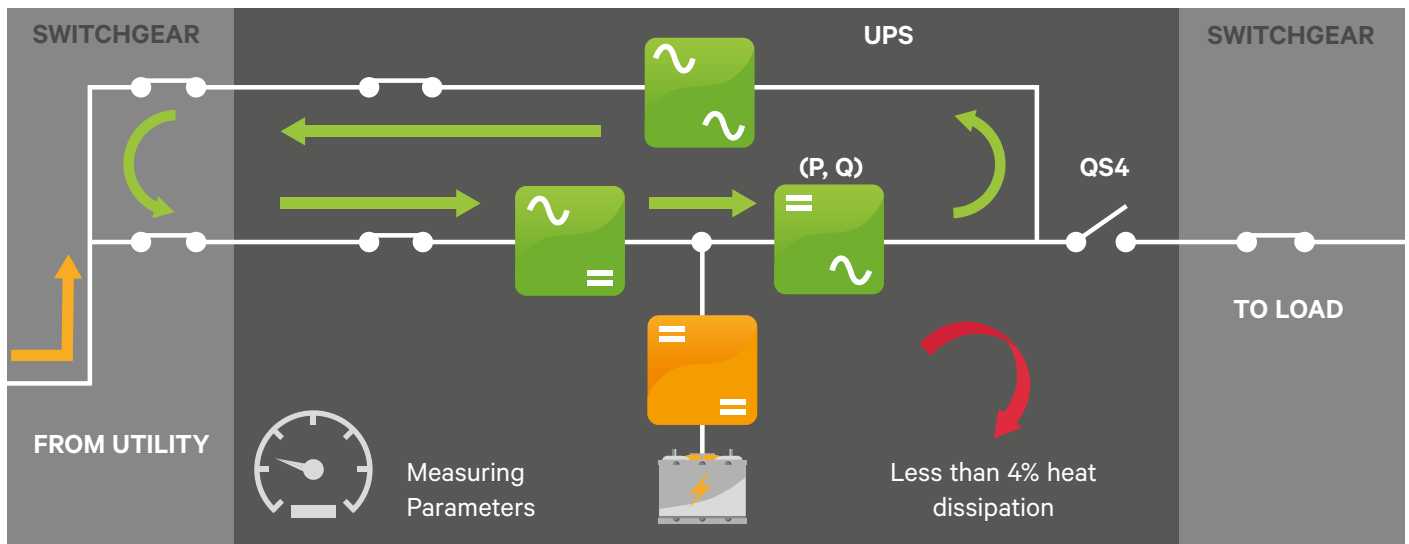 SWITCHGEAR
UPS
SWITCHGEAR
(P, Q)
QS4
TO LOAD
FROM UTILITY
Measuring
Parameters
Less than 4% heat
dissipation